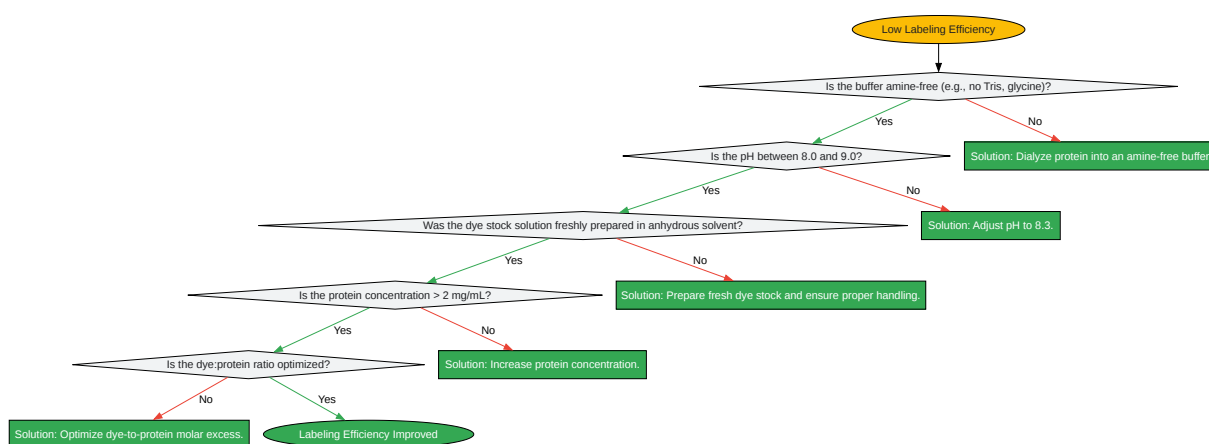 Low Labeling Efficiency
Is the buffer amine-free (e.g., no Tris, glycine)?
Yes
No
Is the pH between 8.0 and 9.0?
Solution: Dialyze protein into an amine-free buffer
Yes
No
Was the dye stock solution freshly prepared in anhydrous solvent?
Solution: Adjust pH to 8.3.
Yes
No
Is the protein concentration > 2 mg/mL?
Solution: Prepare fresh dye stock and ensure proper handling.
Yes
No
Is the dye:protein ratio optimized?
Solution: Increase protein concentration.
No
Yes
Solution: Optimize dye-to-protein molar excess.
Labeling Efficiency Improved